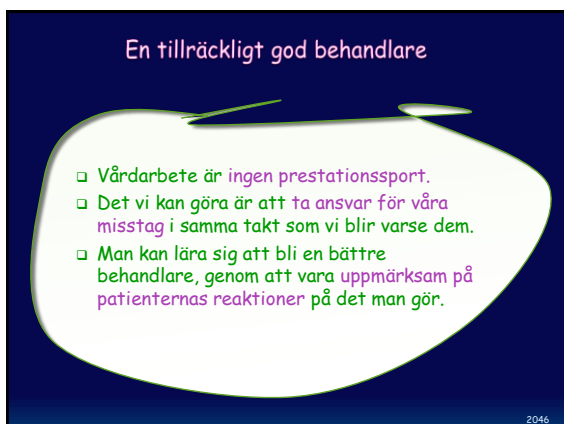 En tillräckligt god behandlare
❑ Vårdarbete är ingen prestationssport.
❑ Det vi kan göra är att ta ansvar för våra
misstag i samma takt som vi blir varse dem.
❑ Man kan lära sig att bli en bättre
behandlare, genom att vara uppmärksam på
patienternas reaktioner på det man gör.
2046